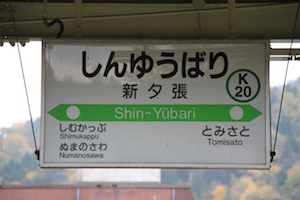 しんゆうばり
新夕張
K
20
Shin-Yūbari
しむかっぷ
Shimukappu
ぬまのさわ
Numanosawa
とみさと
Tomisato